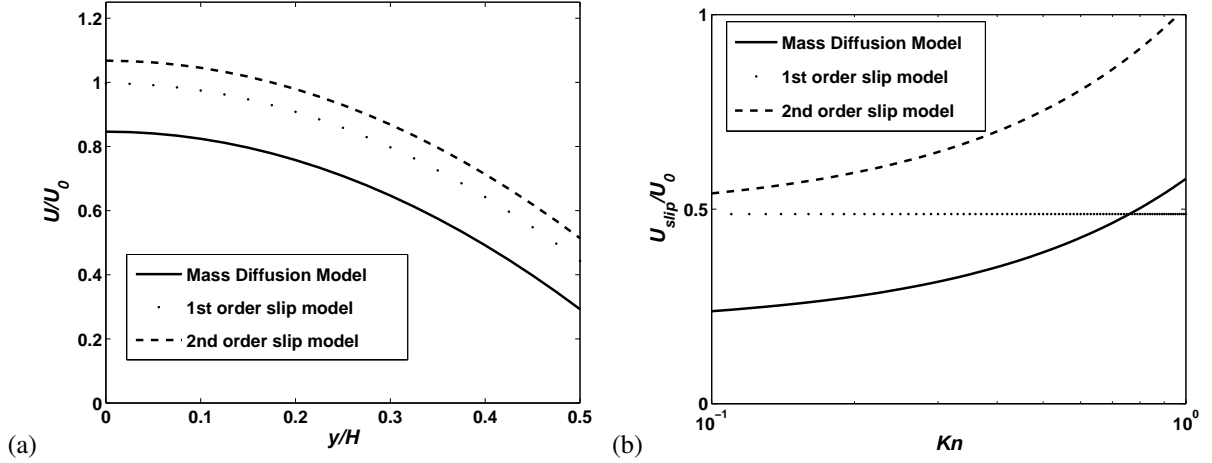 (a)
U/U0
1.2
1
0.8
0.6
0.4
0.2
0
Mass Diffusion Model
1st order slip model
2nd order slip model
0 0.1 0.2 0.3 0.4 0.5
y/H
(b)
Uslip/U0
1
0.5
0
Mass Diffusion Model
1st order slip model
2nd order slip model
10−1 100
Kn